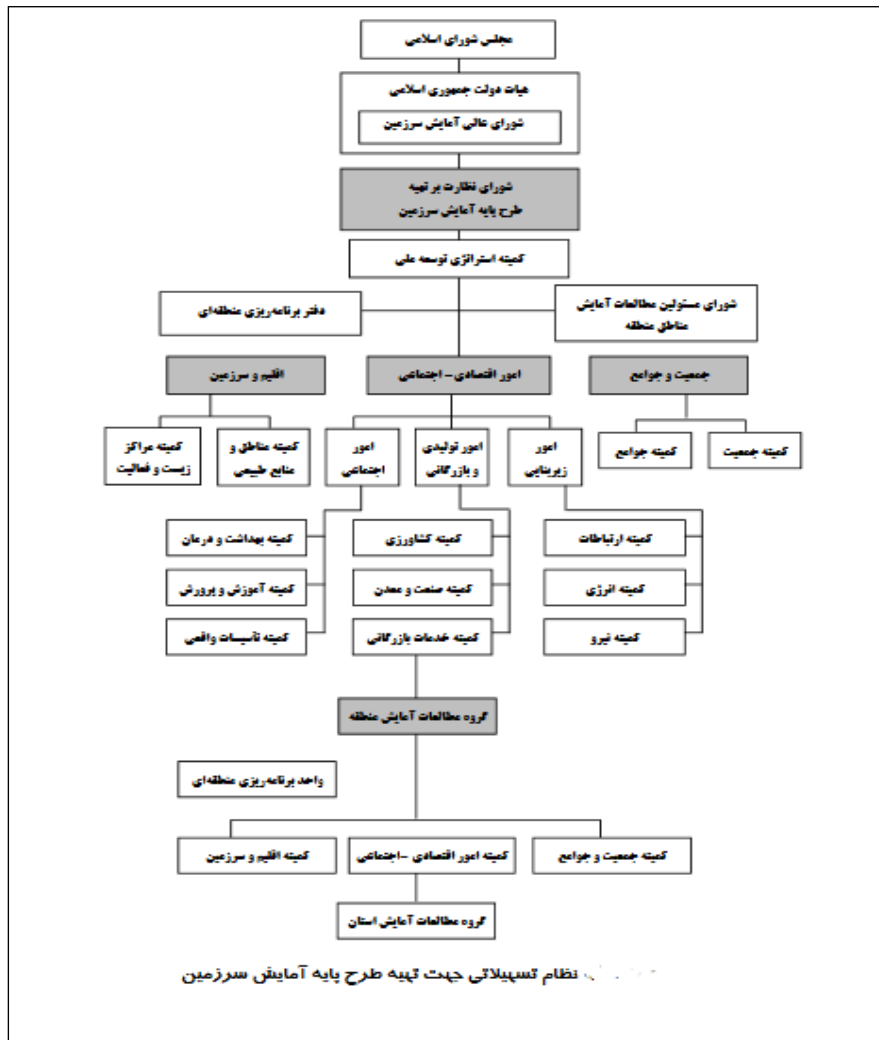 مجلس شورای اسلامی
هیات دولت جمهوری اسلامی
شورای عالی آمایش سرزمین
شورای نظارت بر تهیه
طرح پایه آمایش سرزمین
کمیته استراتژی توسعه ملی
شورای مسئولین مطالعات آمایش
مناطق منطقه
دفتر برنامه‌ریزی منطقه‌ای
جمعیت و جوامع
امور اقتصادی- اجتماعی
اقلیم و سرزمین
کمیته جمعیت
کمیته جوامع
امور
زیربنایی
امور تولیدی
و بازرگانی
امور
اجتماعی
کمیته مناطق و
منابع طبیعی
کمیته مراکز
زیست و فعالیت
کمیته ارتباطات
کمیته کشاورزی
کمیته بهداشت و درمان
کمیته انرژی
کمیته صنعت و معدن
کمیته آموزش و پرورش
کمیته نیرو
کمیته خدمات بازرگانی
کمیته تأسیسات واقعی
گروه مطالعات آمایش منطقه
واحد برنامه‌ریزی منطقه‌ای
کمیته جمعیت و جوامع
کمیته امور اقتصادی -اجتماعی
کمیته اقلیم و سرزمین
گروه مطالعات آمایش استان
نظام تسهیلاتی جهت تهیه طرح پایه آمایش سرزمین